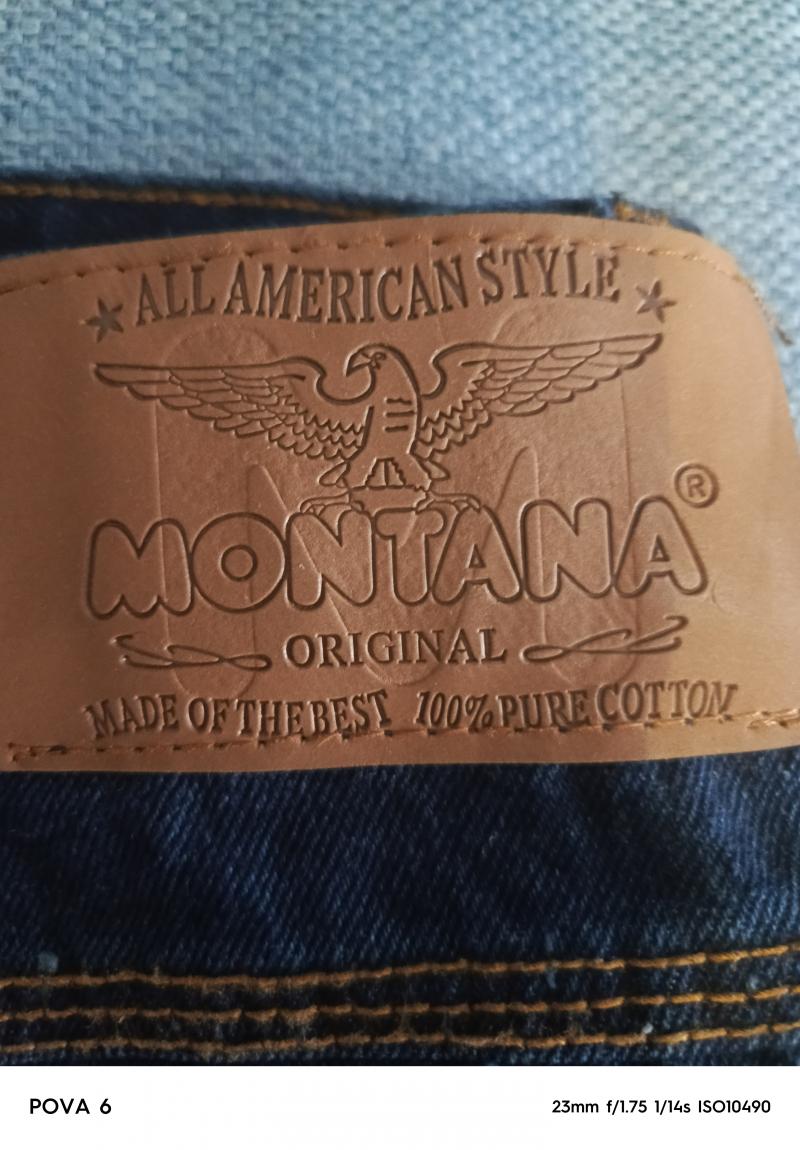 ALL AMERICAN STYLE
MONTANA®
ORIGINAL
MADE OF THE BEST 100% PURE COTTON
POVA 6 23mm f/1.75 1/14s ISO10490